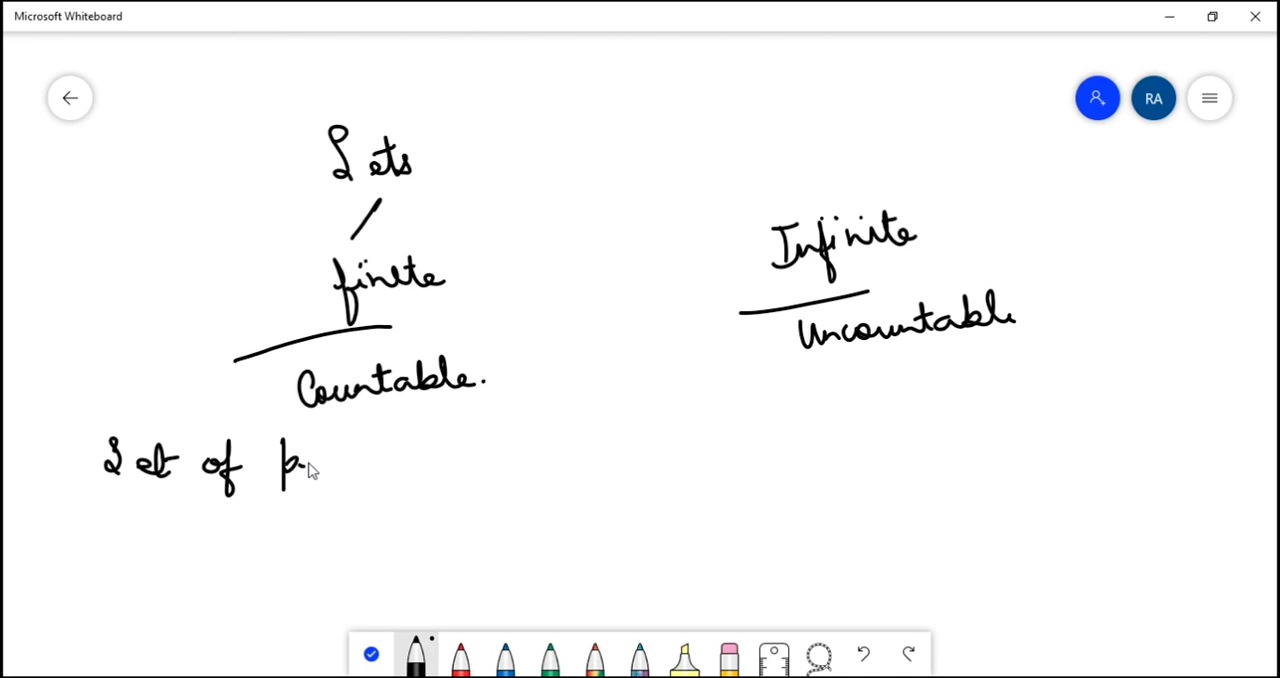 Microsoft Whiteboard
RA
Sets
finite
Infinite
Countable.
Uncountable
Set of